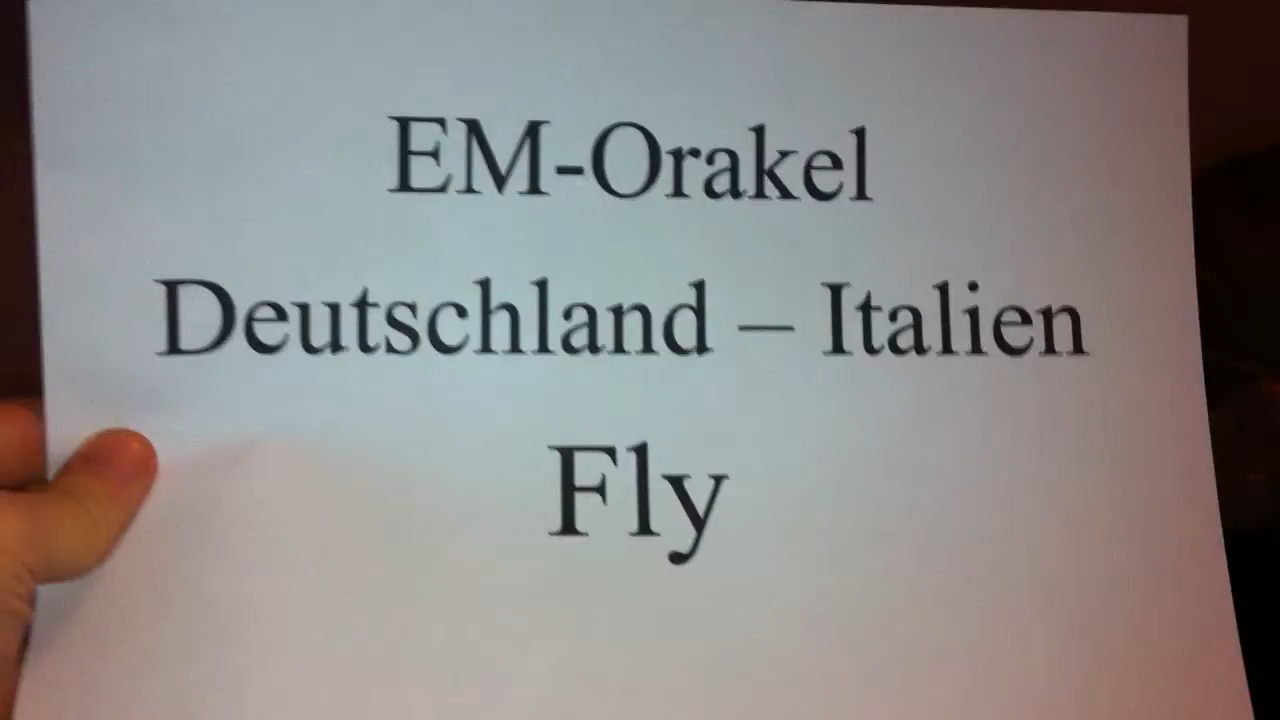 EM-Orakel
Deutschland – Italien
Fly